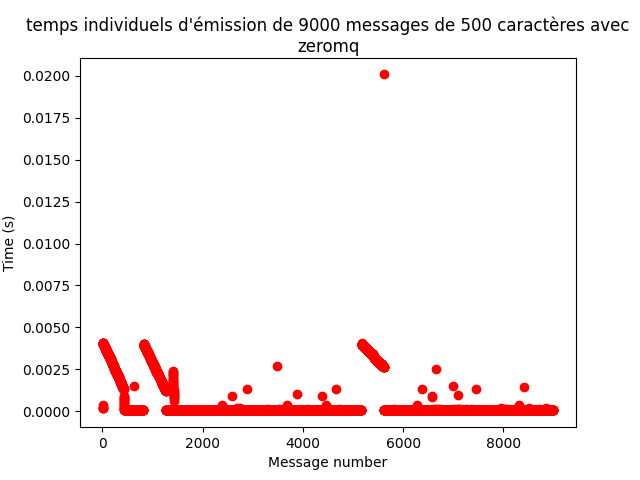 temps individuels d'émission de 9000 messages de 500 caractères avec
zeromq
0.0200
0.0175
0.0150
0.0125
0.0100
0.0075
0.0050
0.0025
0.0000
Time (s)
0 2000 4000 6000 8000
Message number